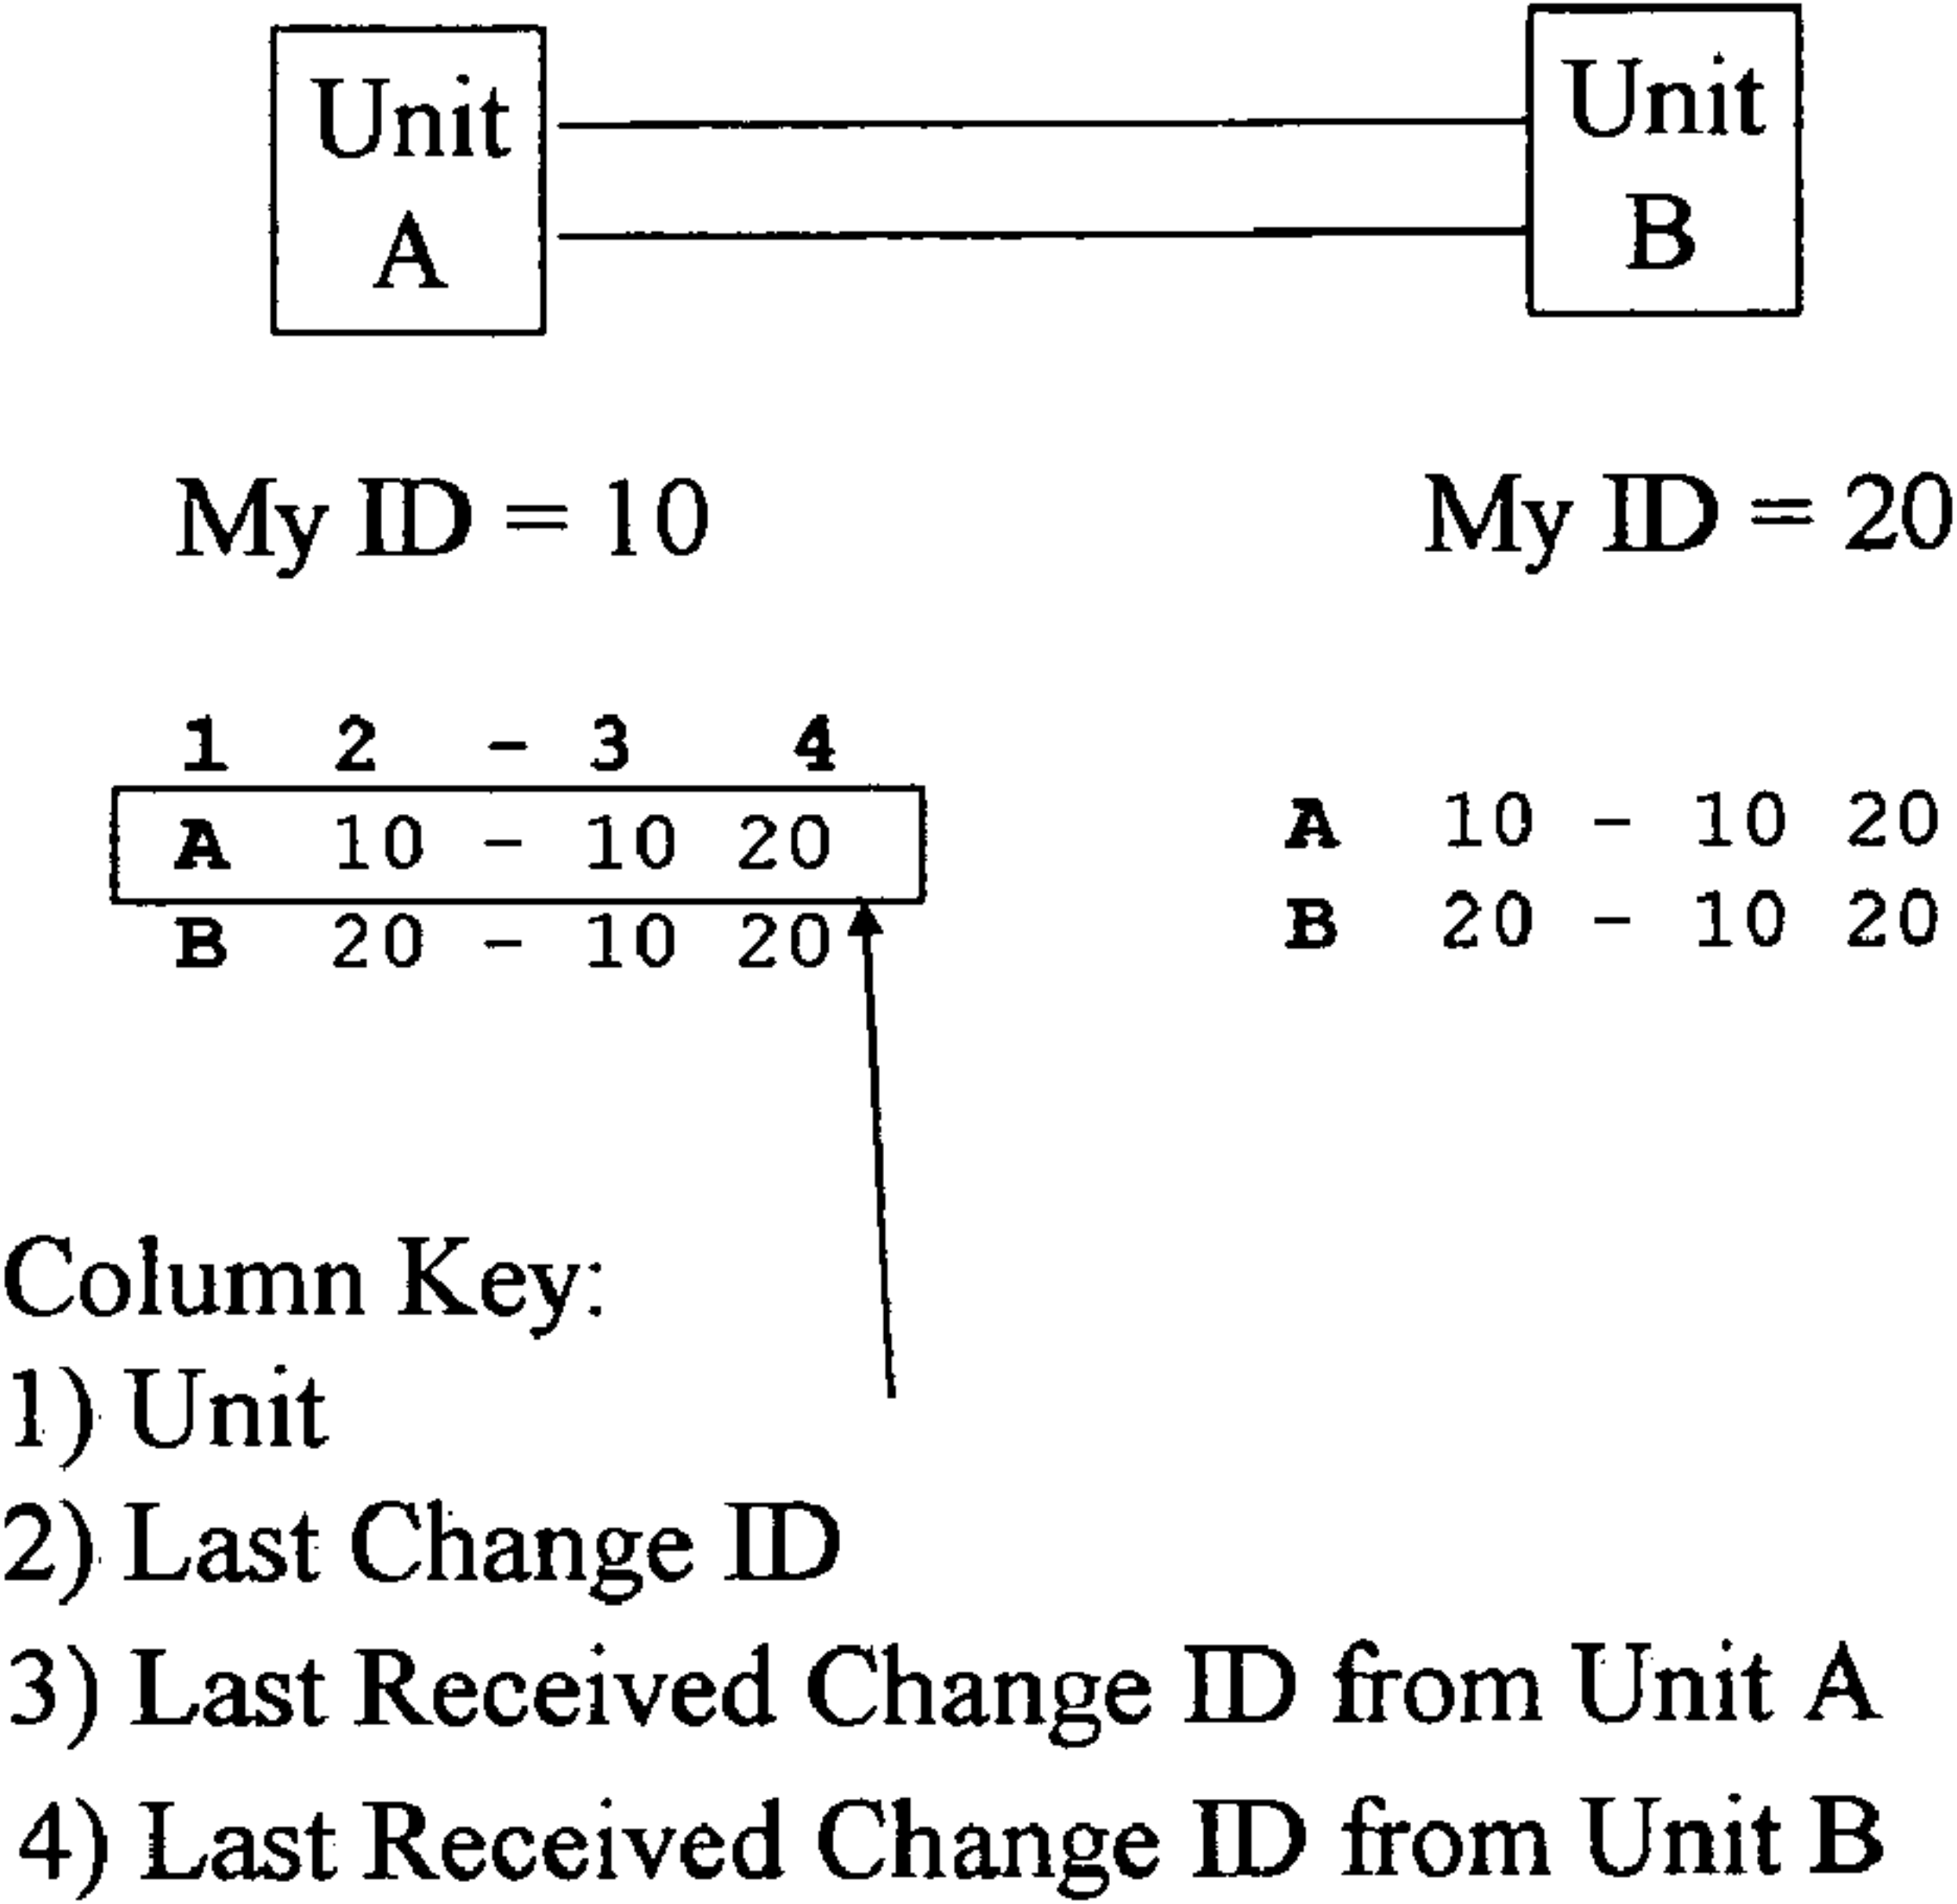 Unit
A
Unit
B
My ID = 10
My ID = 20
1 2 - 3 4
A 10 - 10 20
B 20 - 10 20
A 10 - 10 20
B 20 - 10 20
Column Key:
1) Unit
2) Last Change ID
3) Last Received Change ID from Unit A
4) Last Received Change ID from Unit B